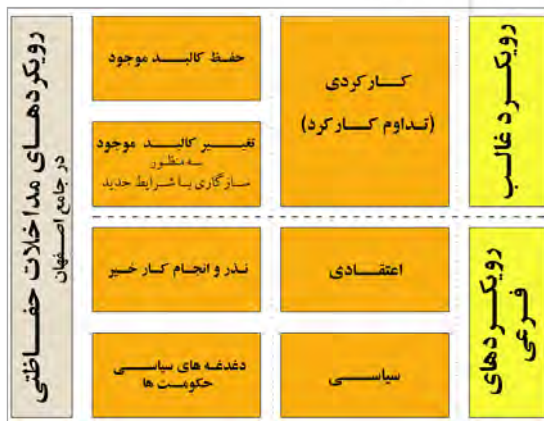 رویکرد غالب
کارکردی
(تداوم کارکرد)
حفظ کالبد موجود
تغییر کالبد موجود
به منظور
سازگاری با شرایط جدید
رویکردهای
فرعی
اعتقادی
نذر و انجام کار خیر
سیاسی
دغدغه های سیاسی
حکومت ها
رویکردهای مداخلات حفاظتی
در جامع اصفهان